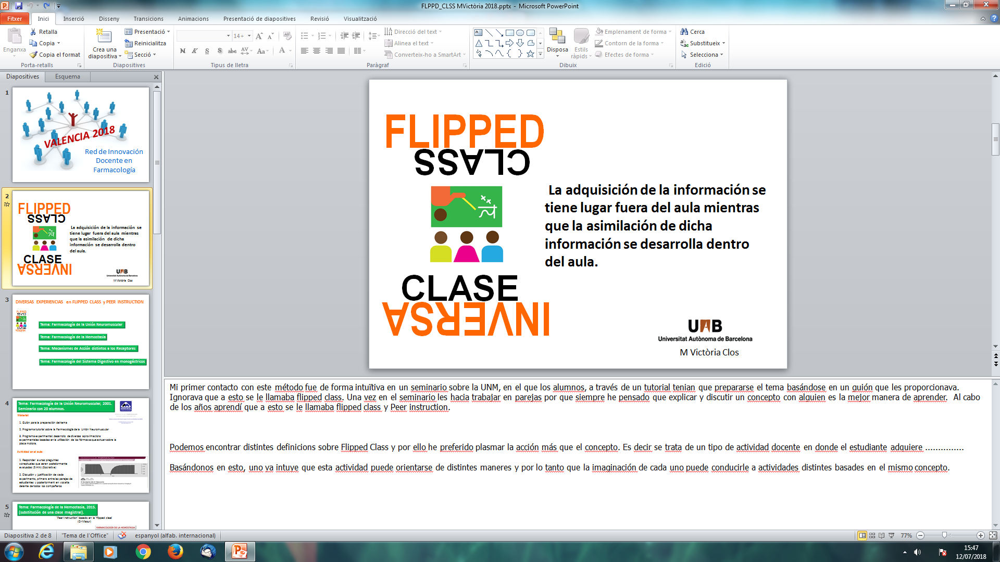 FLPPD_CLSS MVictòria 2018.pptx - Microsoft PowerPoint
Fitxer Inici Inserció Disseny Transicions Animacions Presentació de diapositives Revisió Visualització
Enganxa
Retalla
Copia
Copia el format
Porta-retalls
Crea una
diapositiva
Presentació
Reinicialitza
Secció
Diapositives
14+
N K S S abc AV Aa A
Tipus de lletra
Direcció del text
Alinea el text
Converteix-ho a SmartArt
Paràgraf
Disposa
Estils
ràpids
Emplenament de forma
Contorn de la forma
Efectes de forma
Dibuix
Cerca
Substitueix
Selecciona
Edició
Diapositives Esquema
1
VALENCIA 2018
Red de Innovación
Docente en
Farmacología
2
FLIPPED
CLASS
La adquisición de la información se
tiene lugar fuera del aula mientras
que la asimilación de dicha
información se desarrolla dentro
del aula.
CLASE
INVERSA
UAB
Universitat Autònoma de Barcelona
M Victòria Clos
3
DIVERSAS EXPERIENCIAS en FLIPPED CLASS y PEER INSTRUCTION
FLIPPED
CLASS
CLASE
INVERSA
Tema: Farmacología de la Unión Neuromuscular
Tema: Farmacología de la Hemostasia
Tema: Mecanismes de Acción distintos a los Receptores
Tema: Farmacología del Sistema Digestivo en monogástricos
4
Tema: Farmacología de la Unión Neuromuscular, 2001.
Seminario con 20 alumnos.
Material:
1. Guión para la preparación del tema
2. Programa tutorial sobre la Farmacología de la Unión Neuromuscular
3. Programa experimental: desarrollo de diversas aproximacions
experimentales basadas en la utilización de los fármacos que actuan sobre la
placa motora.
Actividad en el aula:
1. Responder a unas preguntes
conceptuales que seran posteriormente
evaluadas (5 min) (Socrative)
2. Discusión y justificación de cada
experimento, primero entre las parejas de
estudiantes y posteriorment en vos alta
delante de todos los compañeros.
5
Tema: Farmacología de la Hemostasia, 2015.
(substitución de una clase magistral).
"Peer Instruction" basado en la "flipped class"
(Dr Mazur)
FARMACOLOGÍA DE LA HEMOSTASIA
FLIPPED
CLASS
La adquisición de la información se
tiene lugar fuera del aula mientras
que la asimilación de dicha
información se desarrolla dentro
del aula.
CLASE
INVERSA
UAB
Universitat Autònoma de Barcelona
M Victòria Clos
Mi primer contacto con este método fue de forma intuïtiva en un seminario sobre la UNM, en el que los alumnos, a través de un tutorial tenian que prepararse el tema basándose en un guión que les proporcionava.
Ignorava que a esto se le llamaba flipped class. Una vez en el seminario les hacia trabajar en parejas por que siempre he pensado que explicar y discutir un concepto con alguien es la mejor manera de aprender. Al cabo
de los años aprendí que a esto se le llamaba flipped class y Peer instruction.
Podemos encontrar distintes definicions sobre Flipped Class y por ello he preferido plasmar la acción más que el concepto. Es decir se trata de un tipo de actividad docente en donde el estudiante adquiere ...............
Basándonos en esto, uno va intuye que esta actividad puede orientarse de distintes maneres y por lo tanto que la imaginación de cada uno puede conducirle a actividades distintes basades en el mismo concepto.
Diapositiva 2 de 8 "Tema de l'Office" espanyol (alfab. internacional) 77%
15:47
12/07/2018